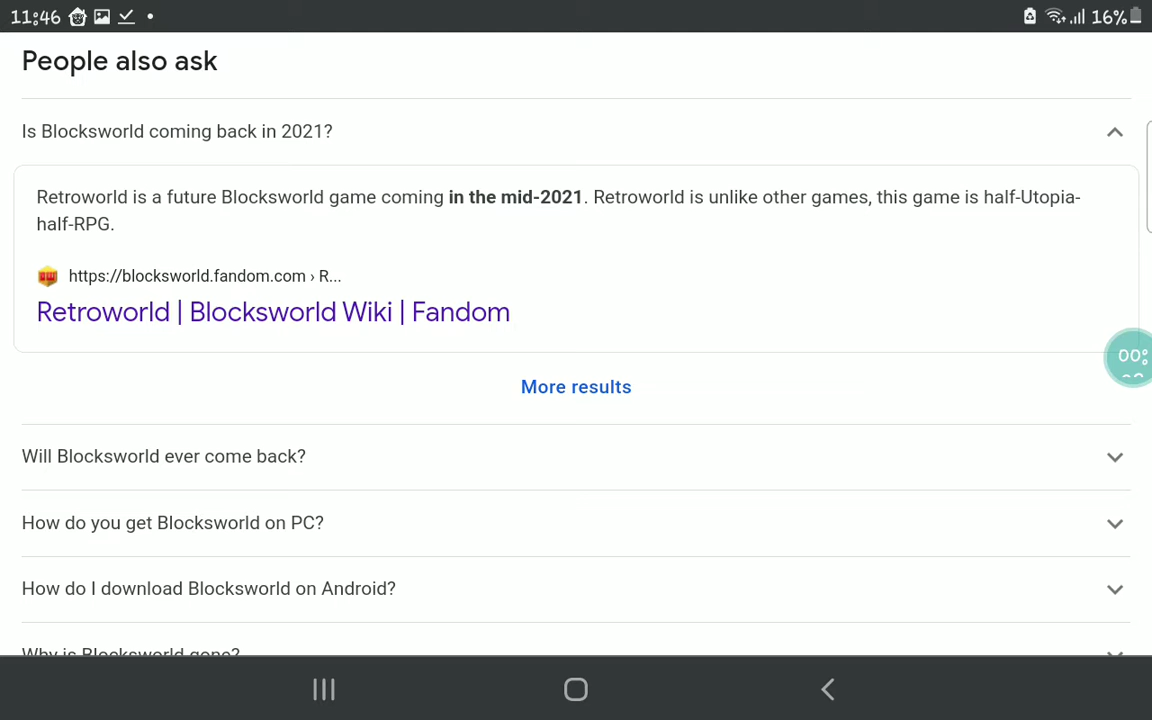 11:46 16%
People also ask
Is Blocksworld coming back in 2021?
Retroworld is a future Blocksworld game coming in the mid-2021. Retroworld is unlike other games, this game is half-Utopia-
half-RPG.
https://blocksworld.fandom.com › R...
Retroworld | Blocksworld Wiki | Fandom
00:
More results
Will Blocksworld ever come back?
How do you get Blocksworld on PC?
How do I download Blocksworld on Android?
Why is Blocksworld gone?